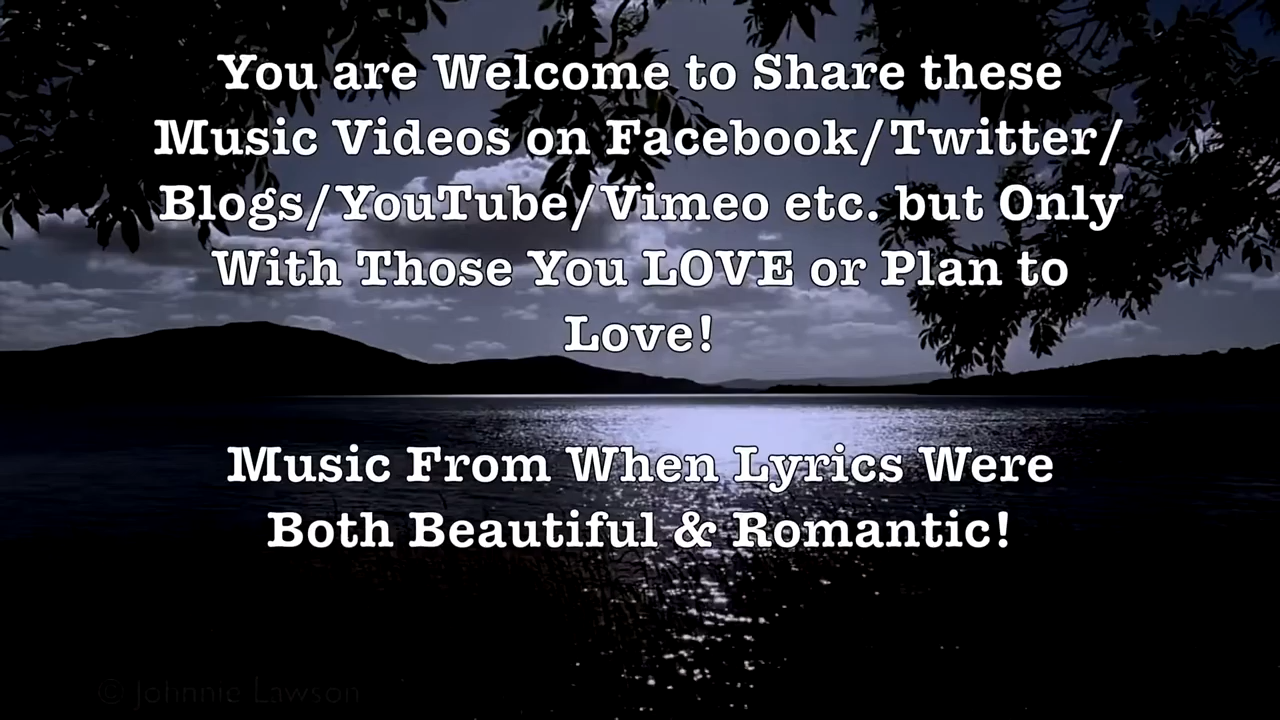 You are Welcome to Share these
Music Videos on Facebook/Twitter/
Blogs/YouTube/Vimeo etc. but Only
With Those You LOVE or Plan to
Love!
Music From When Lyrics Were
Both Beautiful & Romantic!
© Johnnie Lawson